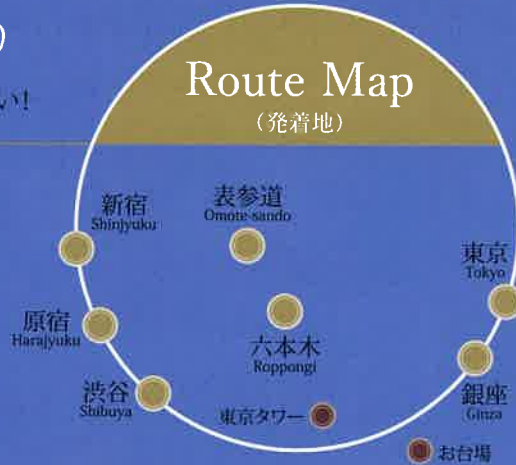 い!
Route Map
(発着地)
新宿
Shinjyuku
表参道
Omote-sando
東京
Tokyo
原宿
Harajyuku
六本木
Roppongi
渋谷
Shibuya
銀座
Ginza
東京タワー
お台場